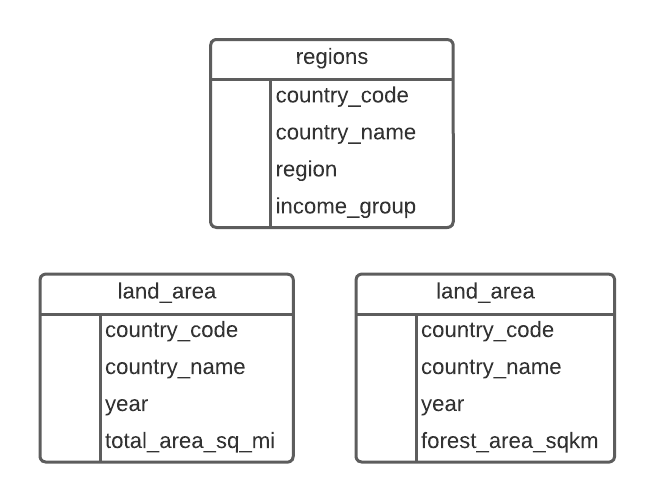 regions
country_code
country_name
region
income_group
land_area
country_code
country_name
year
total_area_sq_mi
land_area
country_code
country_name
year
forest_area_sqkm